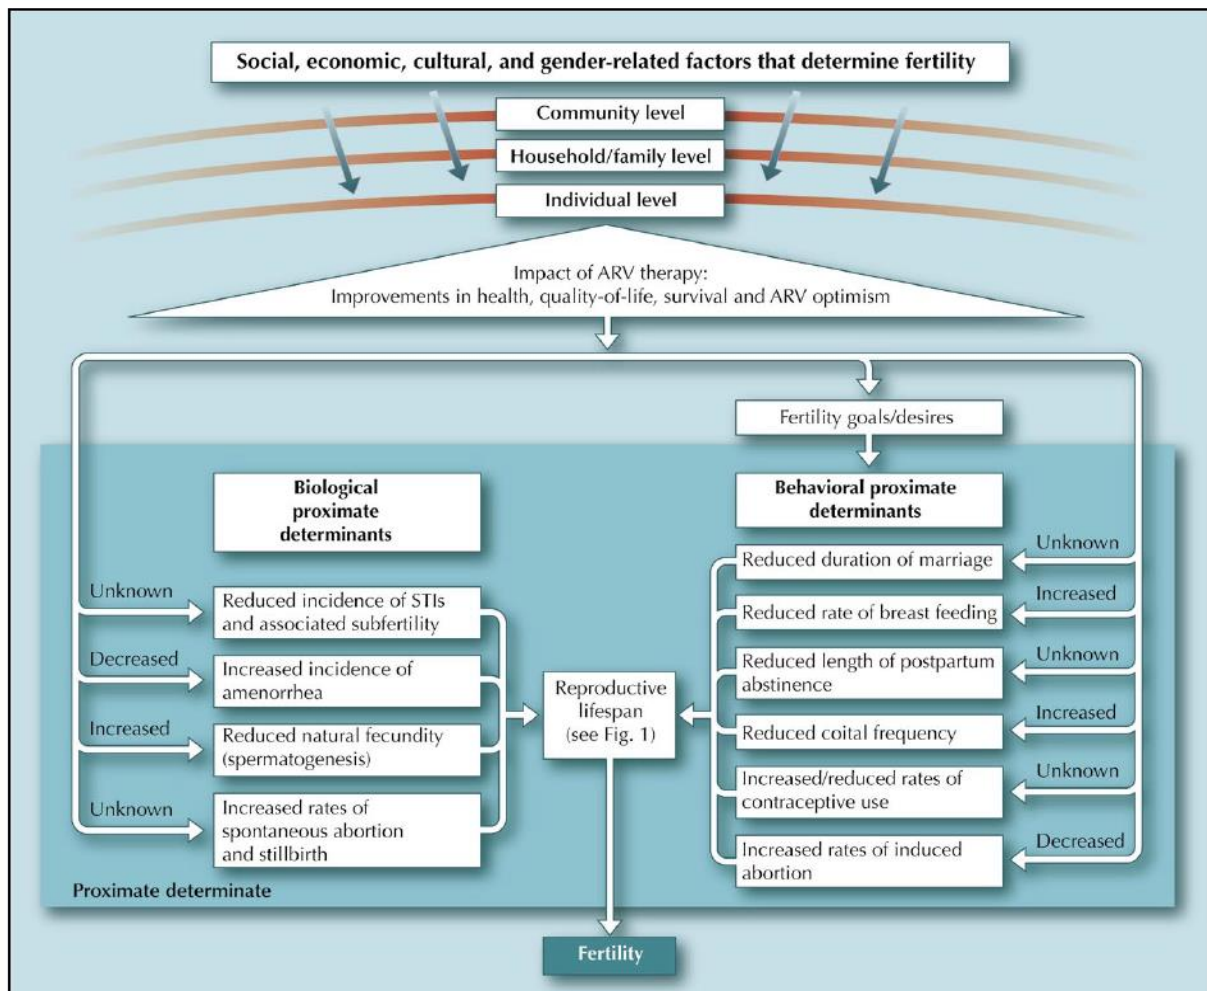 Social, economic, cultural, and gender-related factors that determine fertility
Community level
Household/family level
Individual level
Impact of ARV therapy:
Improvements in health, quality-of-life, survival and ARV optimism
Fertility goals/desires
Biological
proximate
determinants
Unknown
Reduced incidence of STIs
and associated subfertility
Decreased
Increased incidence of
amenorrhea
Increased
Reduced natural fecundity
(spermatogenesis)
Unknown
Increased rates of
spontaneous abortion
and stillbirth
Reproductive
lifespan
(see Fig. 1)
Behavioral proximate
determinants
Reduced duration of marriage
Unknown
Reduced rate of breast feeding
Increased
Reduced length of postpartum
abstinence
Unknown
Reduced coital frequency
Increased
Increased/reduced rates of
contraceptive use
Unknown
Increased rates of induced
abortion
Decreased
Proximate determinate
Fertility